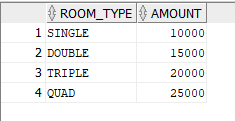 ROOM_TYPE AMOUNT
1 SINGLE 10000
2 DOUBLE 15000
3 TRIPLE 20000
4 QUAD 25000